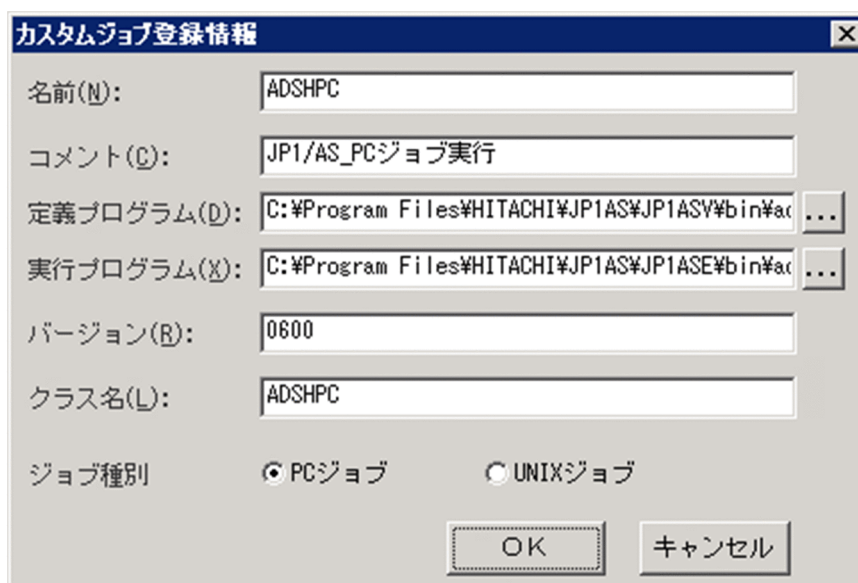 カスタムジョブ登録情報
名前(N): ADSHPC
コメント(C): JP1/AS_PCジョブ実行
定義プログラム(D): C:¥Program Files¥HITACHI¥JP1AS¥JP1ASV¥bin¥ad ...
実行プログラム(X): C:¥Program Files¥HITACHI¥JP1AS¥JP1ASE¥bin¥ad ...
バージョン(R): 0600
クラス名(L): ADSHPC
ジョブ種別 PCジョブ UNIXジョブ
OK キャンセル